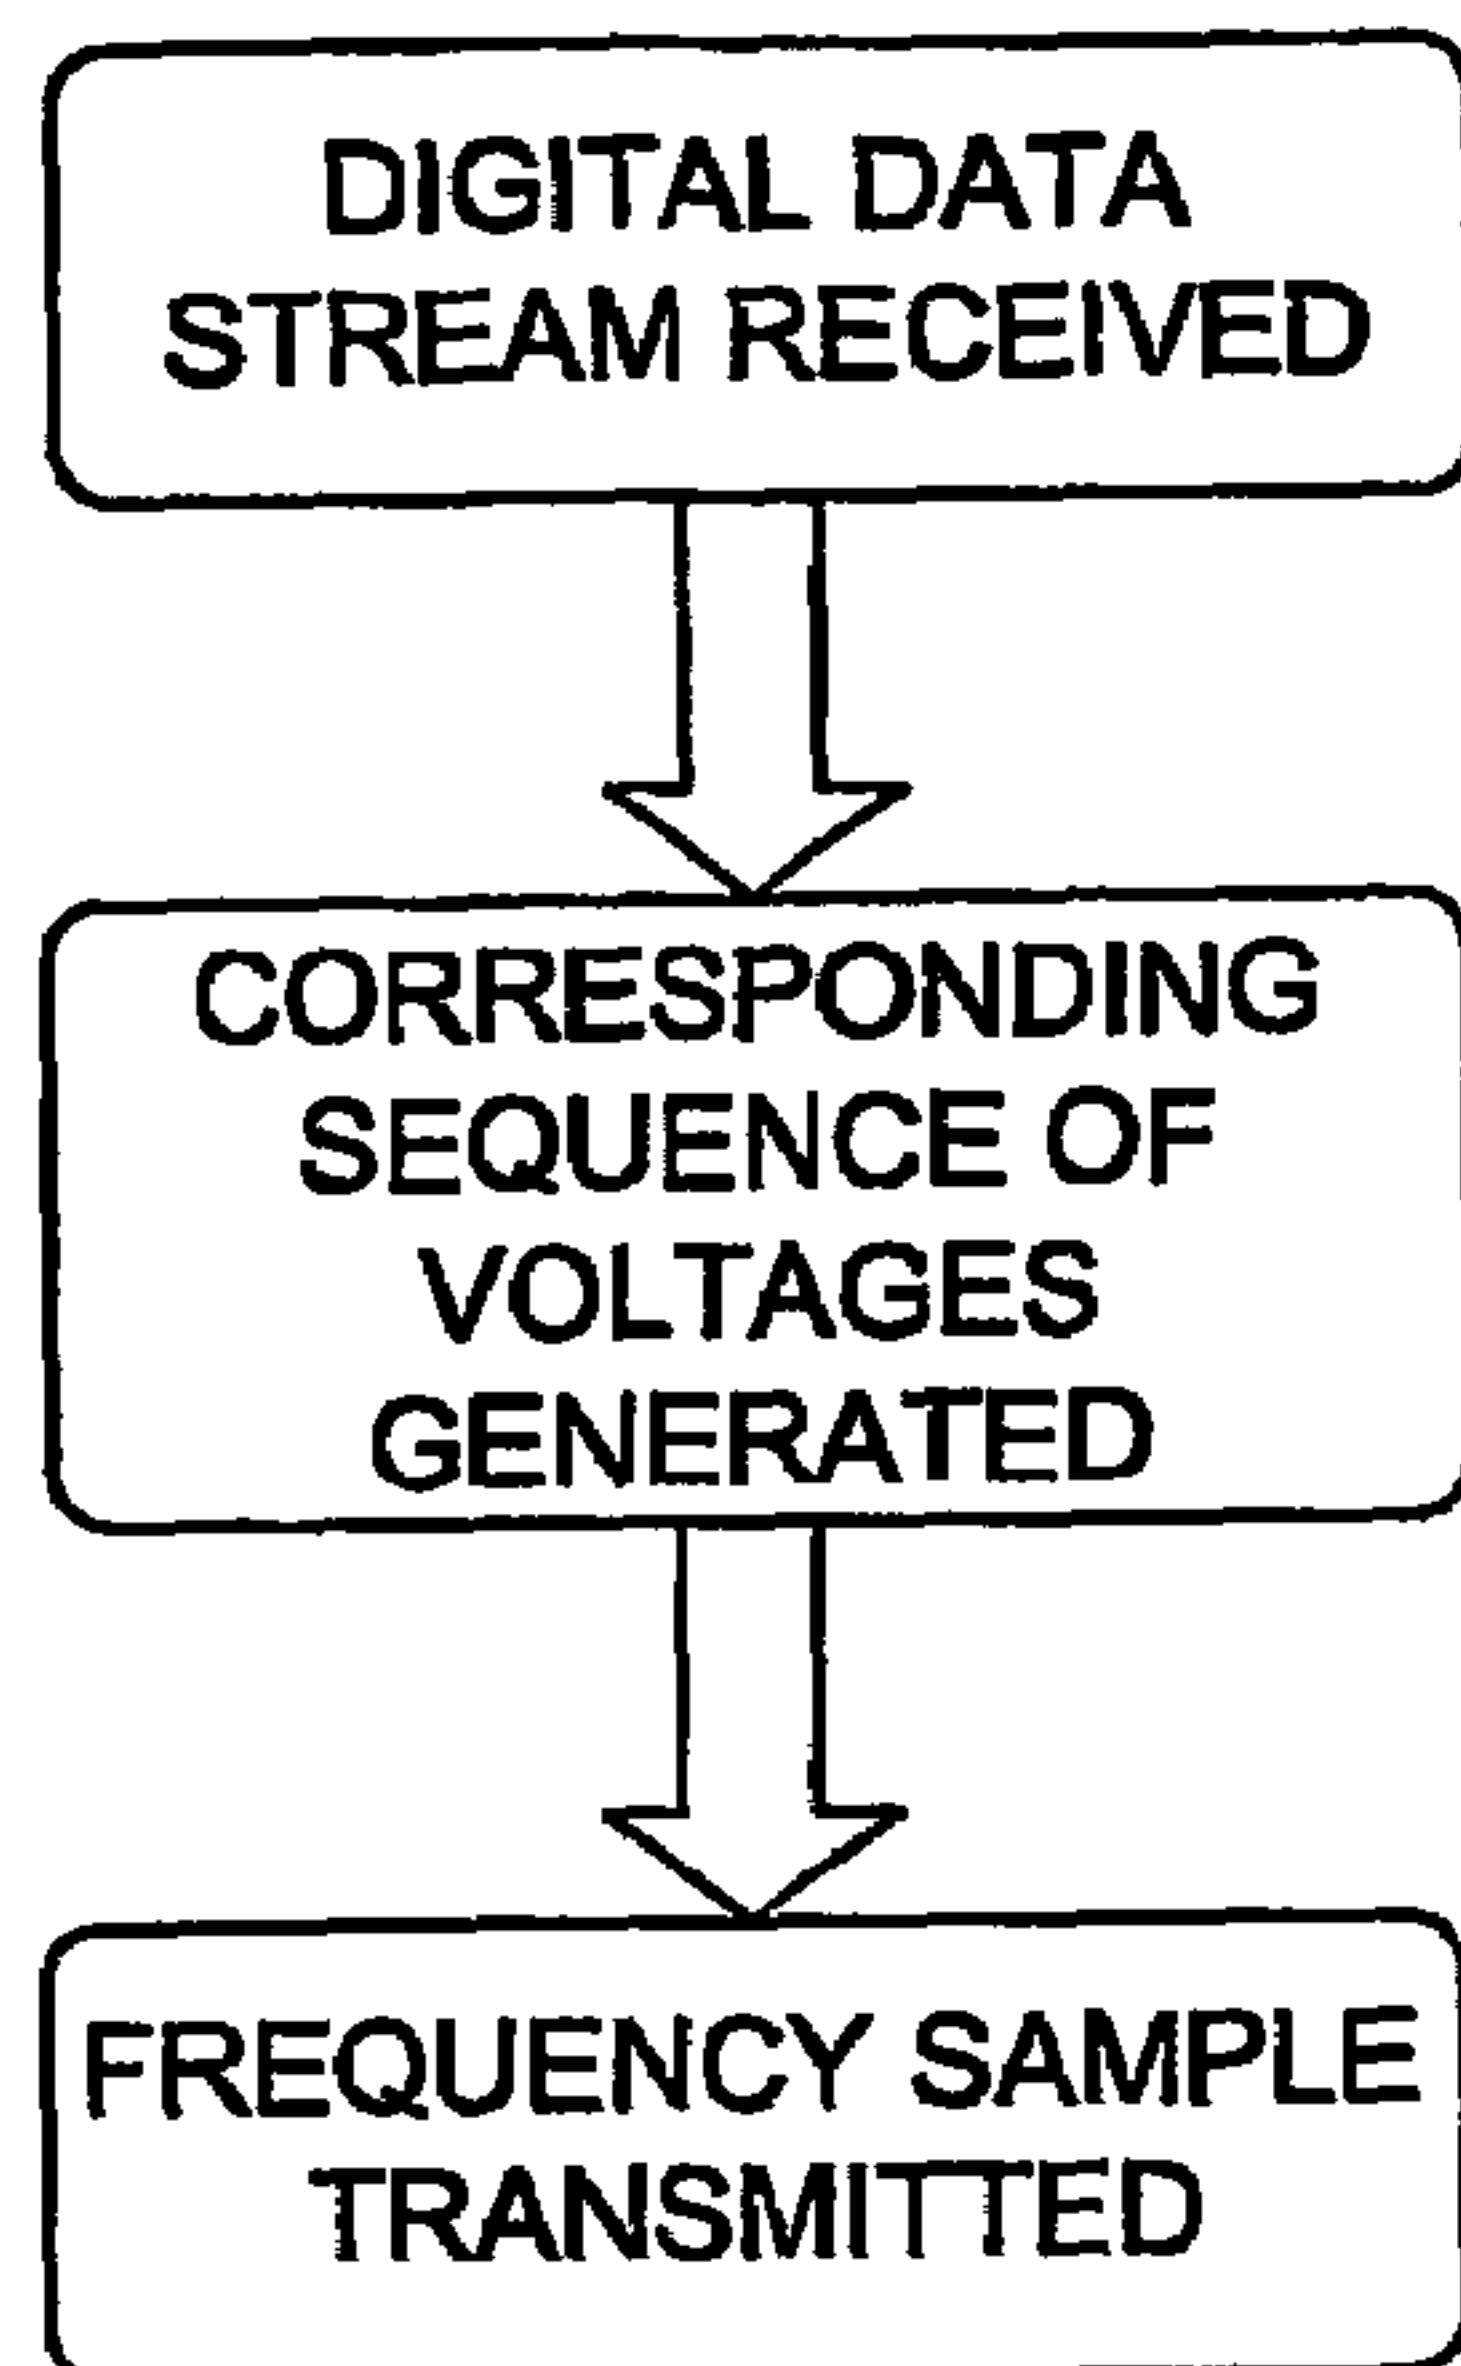 DIGITAL DATA
STREAM RECEIVED
CORRESPONDING
SEQUENCE OF
VOLTAGES
GENERATED
FREQUENCY SAMPLE
TRANSMITTED